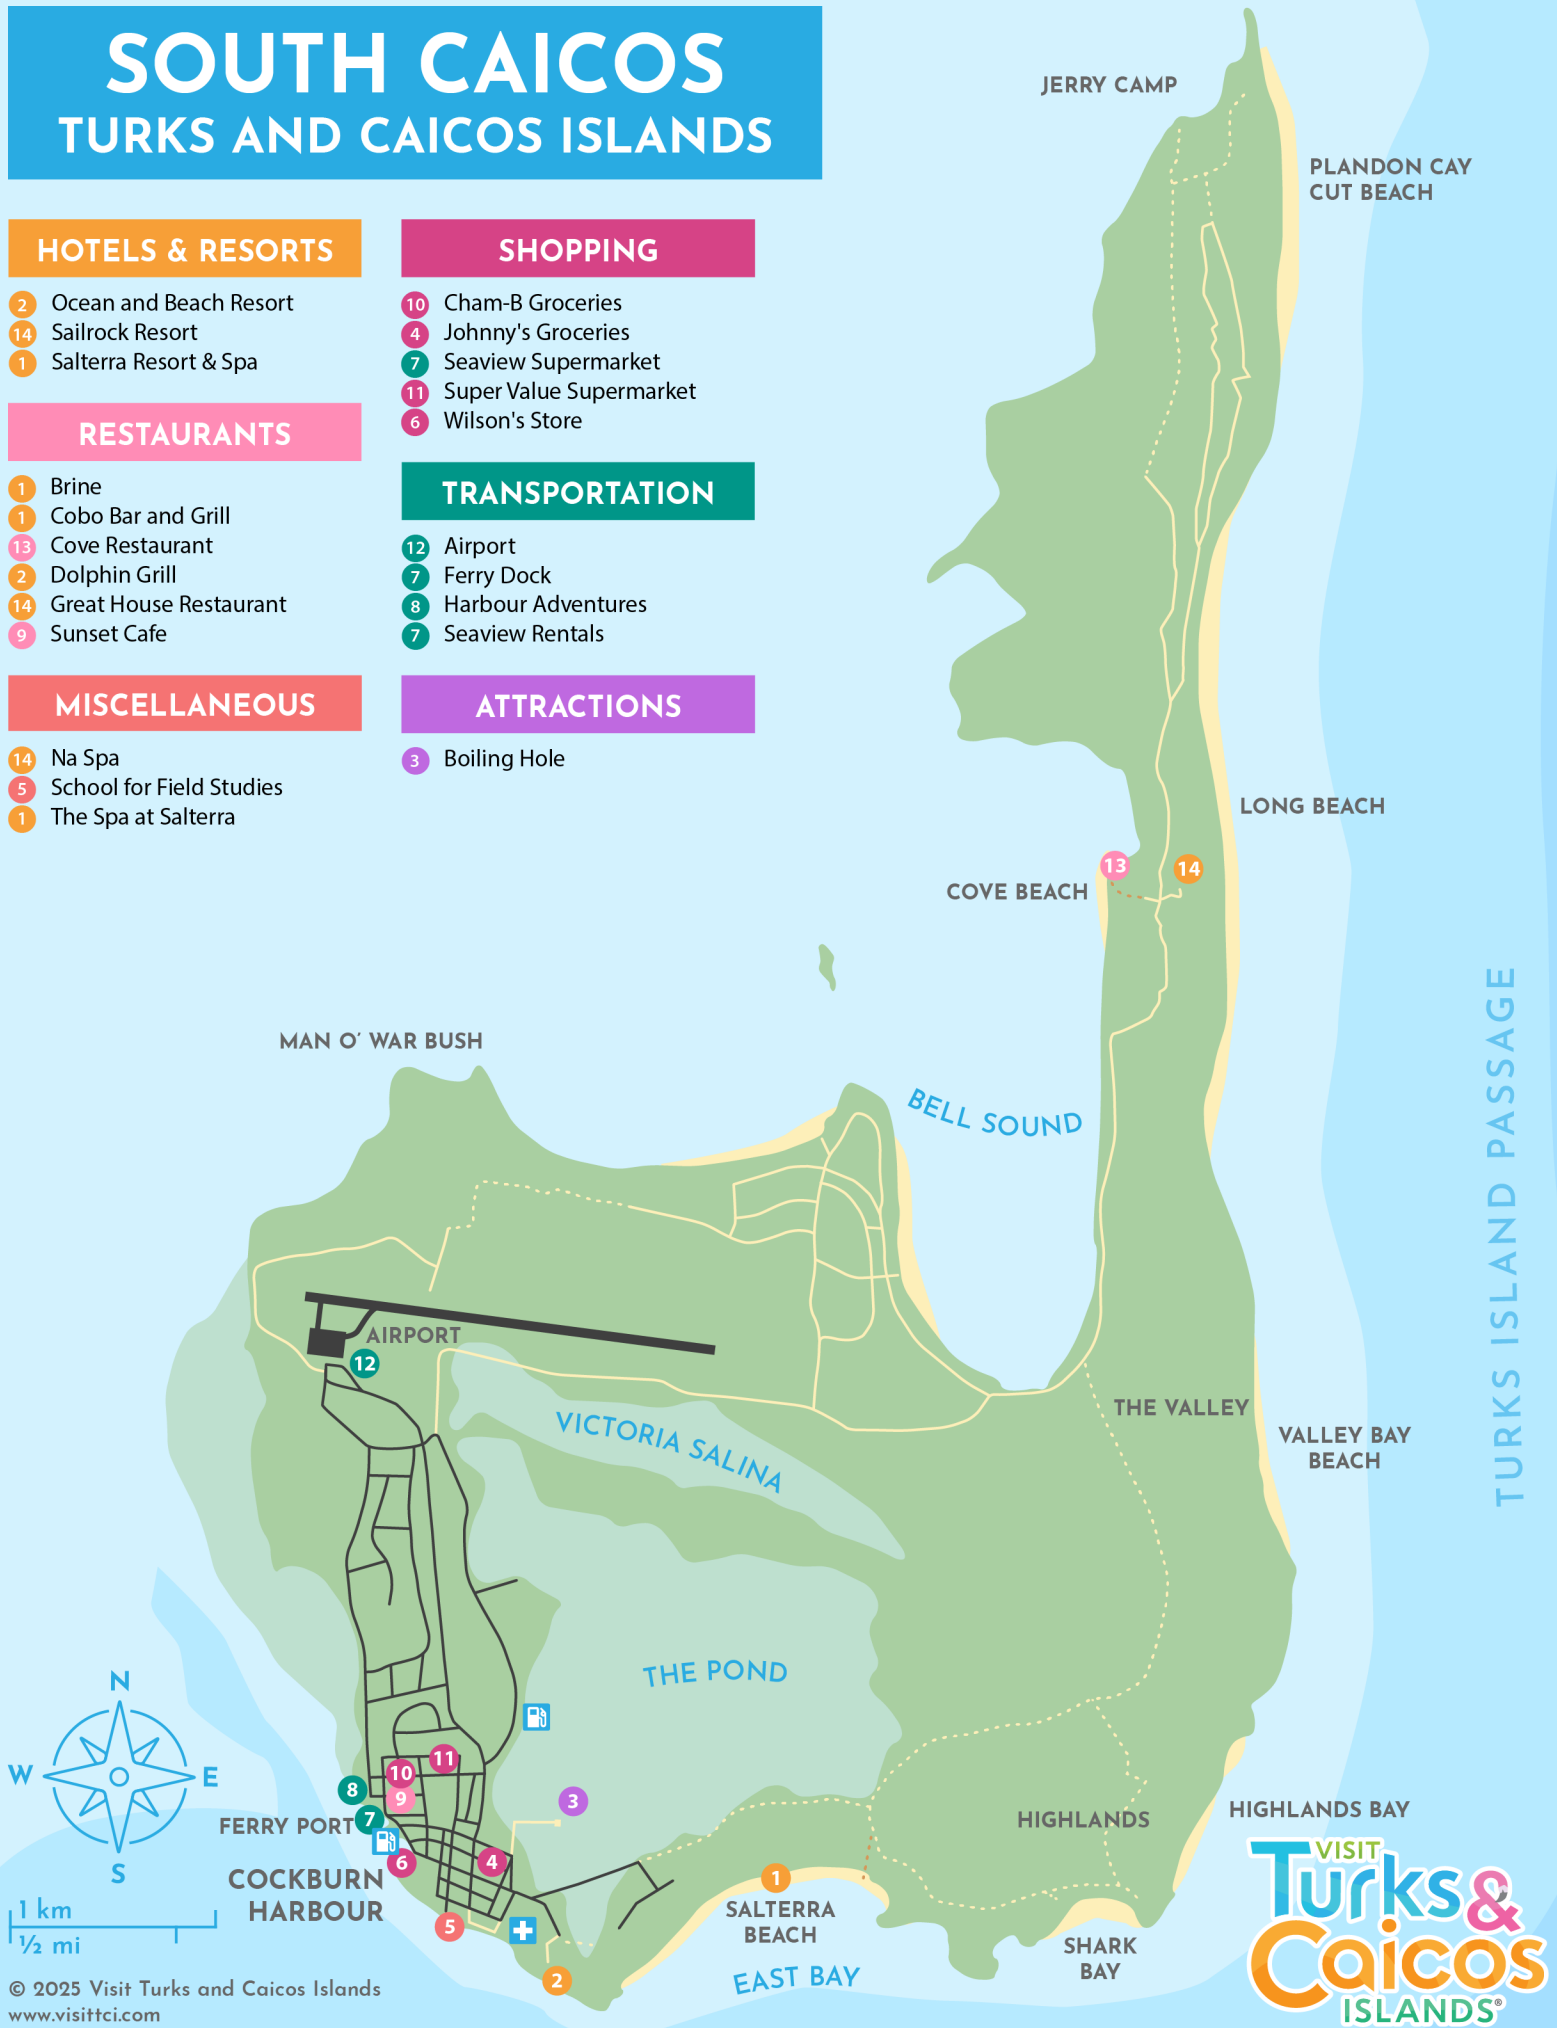 SOUTH CAICOS
TURKS AND CAICOS ISLANDS
HOTELS & RESORTS
2 Ocean and Beach Resort
14 Sailrock Resort
1 Salterra Resort & Spa
RESTAURANTS
1 Brine
1 Cobo Bar and Grill
13 Cove Restaurant
2 Dolphin Grill
14 Great House Restaurant
9 Sunset Cafe
MISCELLANEOUS
14 Na Spa
5 School for Field Studies
1 The Spa at Salterra
SHOPPING
10 Cham-B Groceries
4 Johnny's Groceries
7 Seaview Supermarket
11 Super Value Supermarket
6 Wilson's Store
TRANSPORTATION
12 Airport
7 Ferry Dock
8 Harbour Adventures
7 Seaview Rentals
ATTRACTIONS
3 Boiling Hole
JERRY CAMP
PLANDON CAY
CUT BEACH
LONG BEACH
13
14
COVE BEACH
MAN O' WAR BUSH
BELL SOUND
TURKS ISLAND PASSAGE
AIRPORT
12
THE VALLEY
VALLEY BAY
BEACH
VICTORIA SALINA
THE POND
N
W
E
S
11
10
9
8
7
3
FERRY PORT
6
4
COCKBURN
HARBOUR
5
2
1
SALTERRA
BEACH
EAST BAY
HIGHLANDS
HIGHLANDS BAY
SHARK
BAY
1 km
½ mi
© 2025 Visit Turks and Caicos Islands
www.visittci.com
VISIT
Turks &
Caicos
ISLANDS®